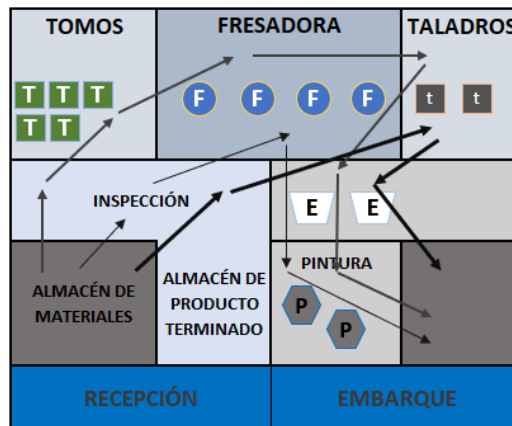 TOMOS FRESADORA TALADROS
T T T
T T
F F F F
t t
INSPECCIÓN
E E
ALMACÉN DE
MATERIALES
ALMACÉN DE
PRODUCTO
TERMINADO
PINTURA
P
P
RECEPCIÓN EMBARQUE